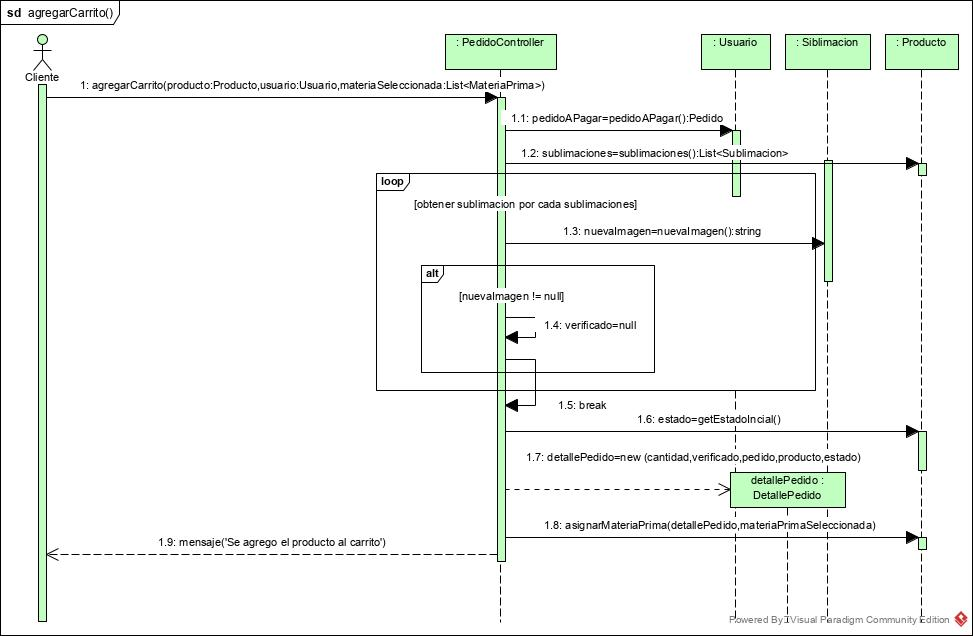 sd agregarCarrito()
Cliente
: PedidoController
: Usuario
: Siblimacion
: Producto
1: agregarCarrito(producto:Producto,usuario:Usuario,materiaSeleccionada:List<MateriaPrima>)
1.1: pedidoAPagar=pedidoAPagar():Pedido
1.2: sublimaciones=sublimaciones():List<Sublimacion>
loop
[obtener sublimacion por cada sublimaciones]
1.3: nuevaImagen=nuevaImagen():string
alt
[nuevaImagen != null]
1.4: verificado=null
1.5: break
1.6: estado=getEstadoIncial()
1.7: detallePedido=new (cantidad,verificado,pedido,producto,estado)
detallePedido :
DetallePedido
1.8: asignarMateriaPrima(detallePedido,materiaPrimaSeleccionada)
1.9: mensaje('Se agrego el producto al carrito')
Powered By Visual Paradigm Community Edition